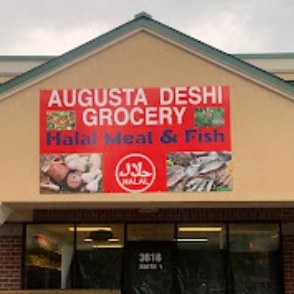 AUGUSTA DESHI
GROCERY
Halal Meat & Fish
حلال
HALAL
3616